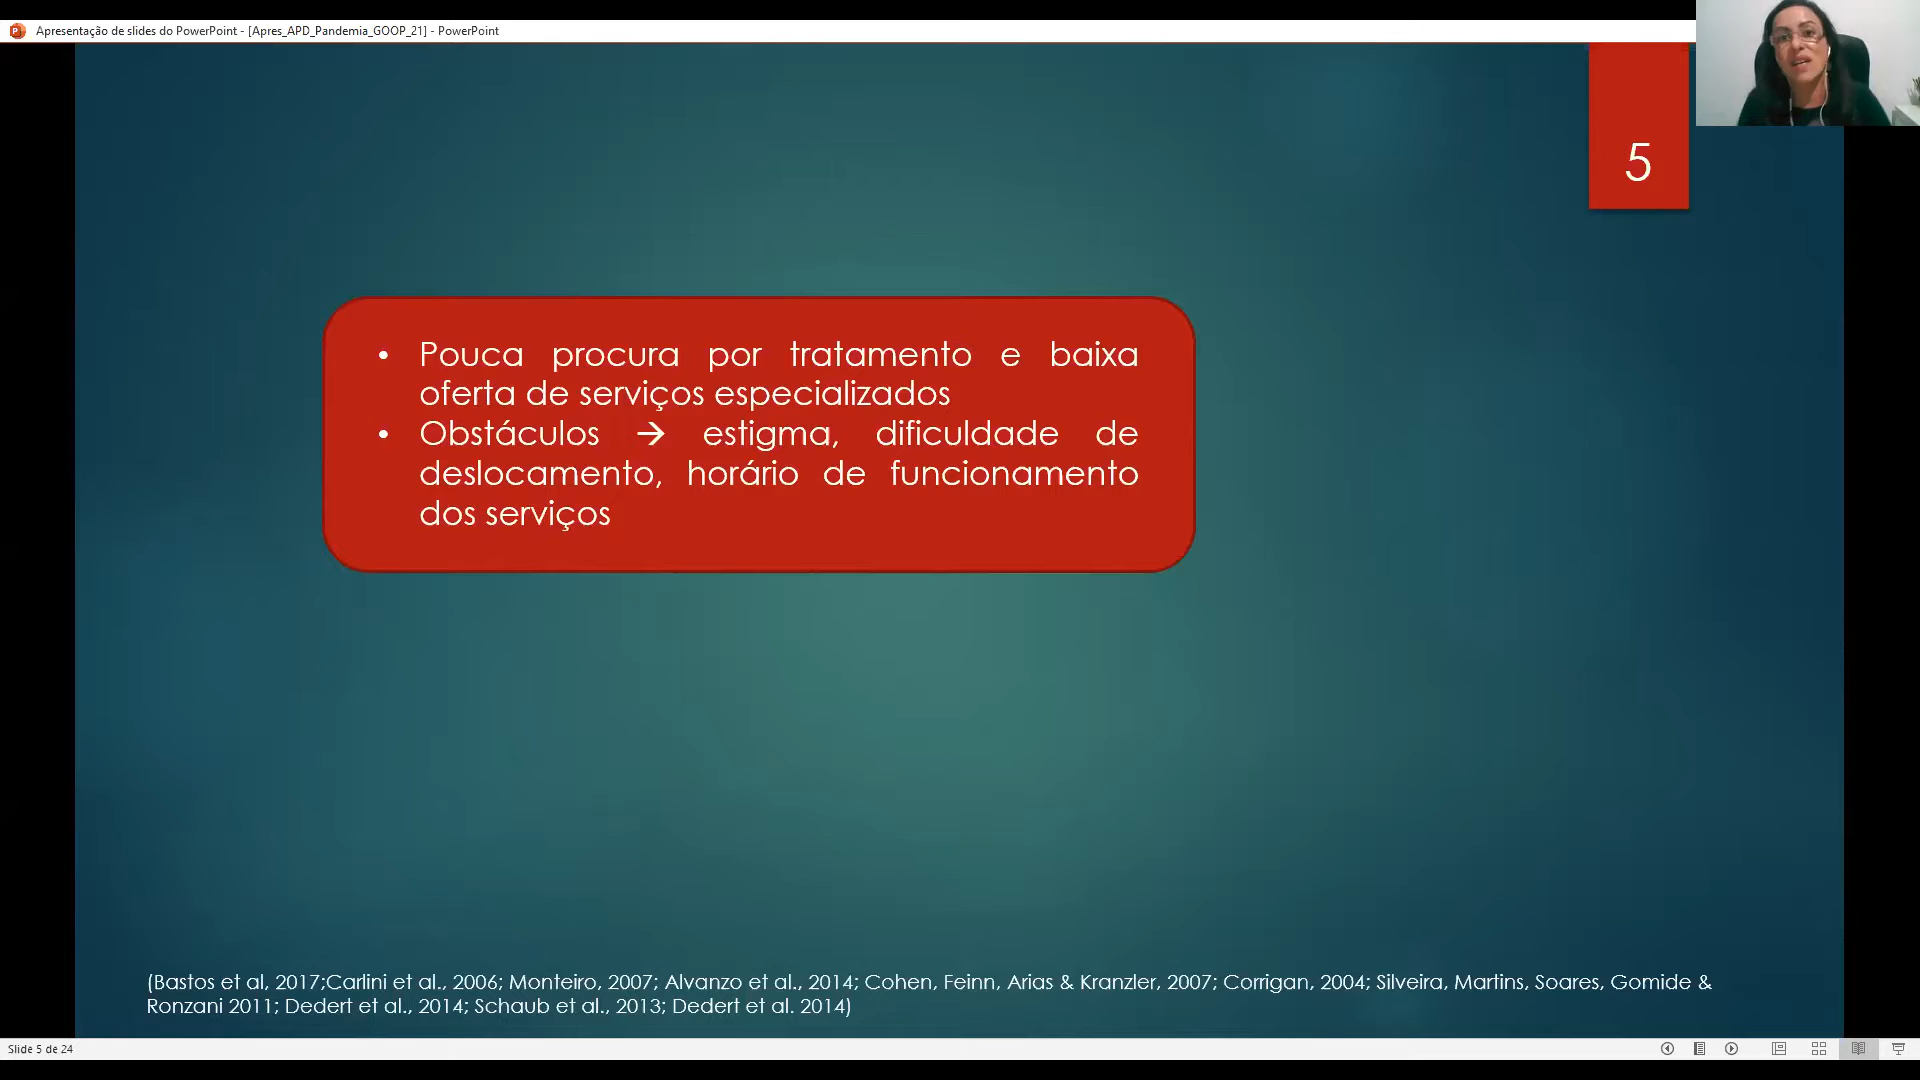 Apresentação de slides do PowerPoint - [Apres_APD_Pandemia_GOOP_21] - PowerPoint
5
• Pouca procura por tratamento e baixa
oferta de serviços especializados
• Obstáculos → estigma, dificuldade de
deslocamento, horário de funcionamento
dos serviços
(Bastos et al, 2017;Carlini et al., 2006; Monteiro, 2007; Alvanzo et al., 2014; Cohen, Feinn, Arias & Kranzler, 2007; Corrigan, 2004; Silveira, Martins, Soares, Gomide &
Ronzani 2011; Dedert et al., 2014; Schaub et al., 2013; Dedert et al. 2014)
Slide 5 de 24